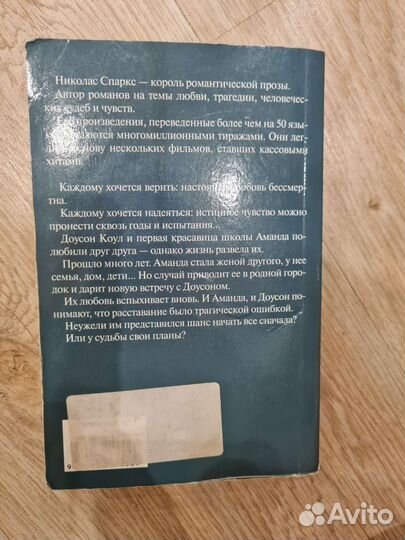 Николас Спаркс — король романтической прозы.
Автор романов на темы любви, трагедии, человечес-
ких судеб и чувств.
произведения, переведенные более чем на 50 язы-
многомиллионными тиражами. Они лег-
основу нескольких фильмов, ставших кассовыми
хитами.
Каждому хочется верить: любовь бессмер-
тна.
Каждому хочется надеяться: истинное чувство можно
пронести сквозь годы и испытания...
Доусон Коул и первая красавица школы Аманда по-
любили друг друга — однако жизнь развела их.
Прошло много лет. Аманда стала женой другого, у нее
семья, дом, дети... Но случай приводит ее в родной горо-
док и дарит новую встречу с Доусоном.
Их любовь вспыхивает вновь. И Аманда, и Доусон по-
нимают, что расставание было трагической ошибкой.
Неужели им представился шанс начать все сначала?
Или у судьбы свои планы?
Avito